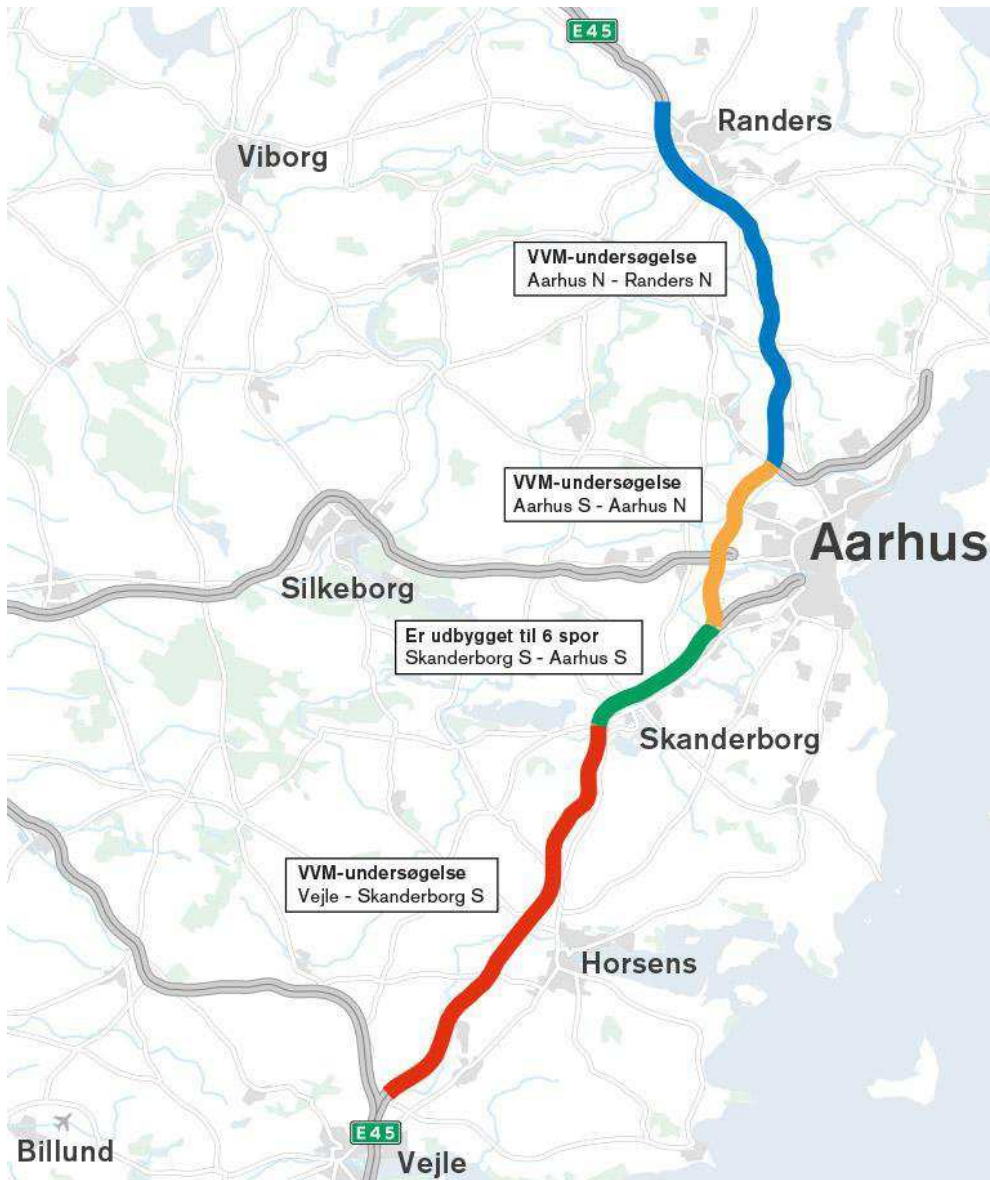 E45
Randers
Viborg
VVM-undersøgelse
Aarhus N - Randers N
VVM-undersøgelse
Aarhus S - Aarhus N
Aarhus
Silkeborg
Er udbygget til 6 spor
Skanderborg S - Aarhus S
Skanderborg
VVM-undersøgelse
Vejle - Skanderborg S
Horsens
E45
Billund
Vejle